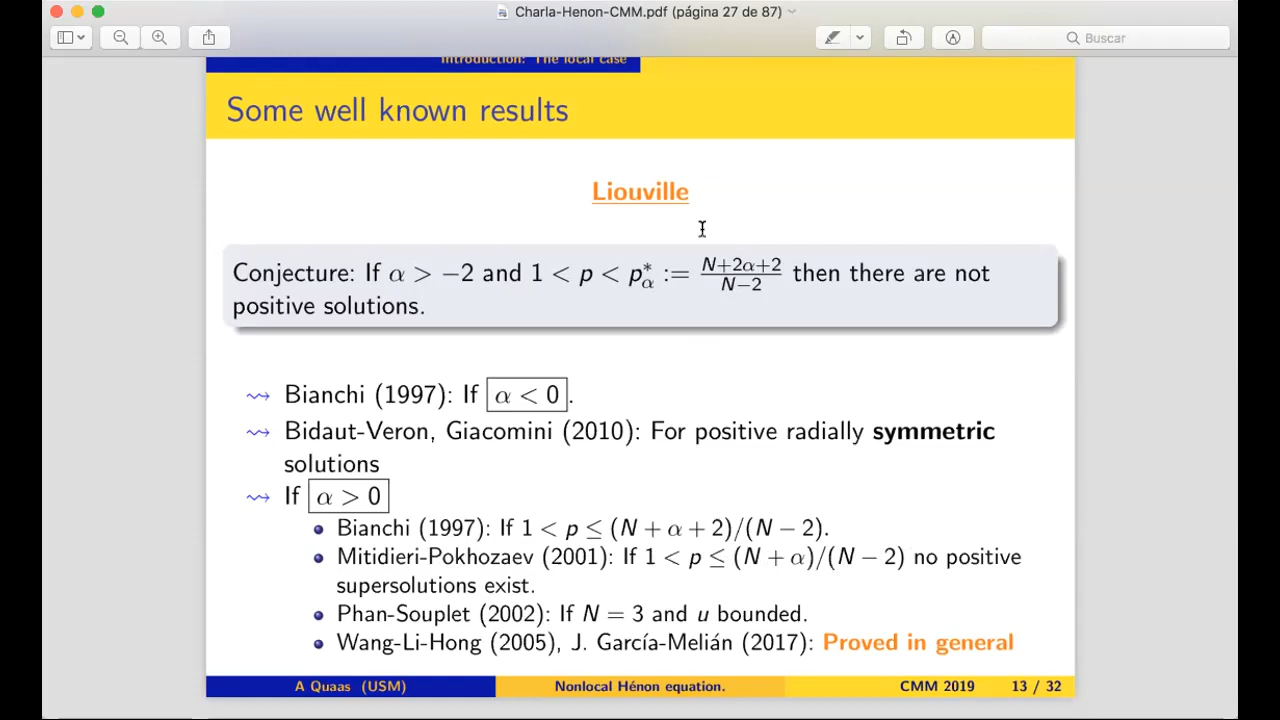 Charla-Henon-CMM.pdf (página 27 de 87)
Buscar
Introduction: The local case
Some well known results
Liouville
Conjecture: If α > −2 and 1 < p < p*α := N+2α+2/N−2 then there are not
positive solutions.
Bianchi (1997): If α < 0.
Bidaut-Veron, Giacomini (2010): For positive radially symmetric
solutions
If α > 0
Bianchi (1997): If 1 < p ≤ (N + α + 2)/(N − 2).
Mitidieri-Pokhozaev (2001): If 1 < p ≤ (N + α)/(N − 2) no positive
supersolutions exist.
Phan-Souplet (2002): If N = 3 and u bounded.
Wang-Li-Hong (2005), J. García-Melián (2017): Proved in general
A Quaas (USM) Nonlocal Hénon equation. CMM 2019 13 / 32